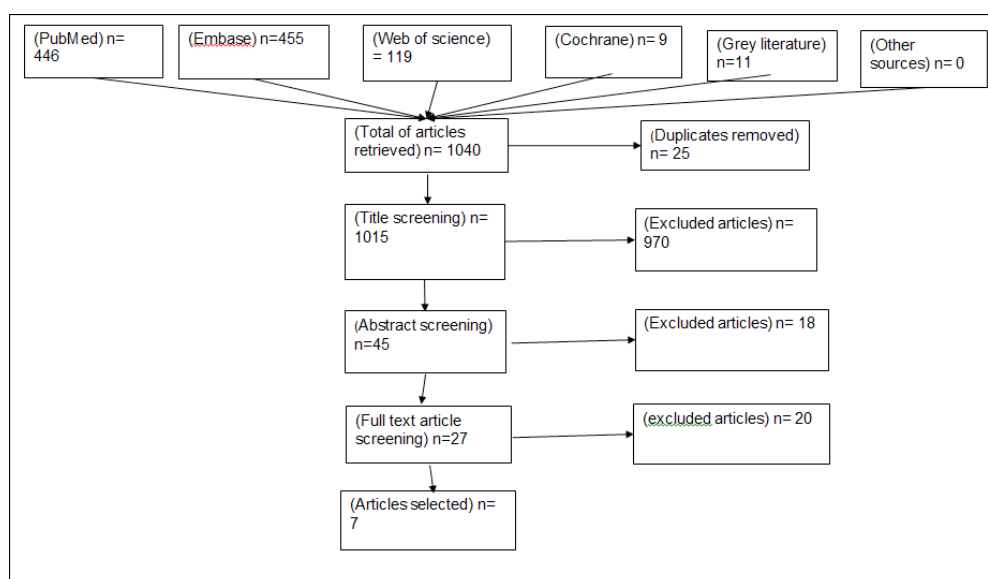 (PubMed) n=
446
(Embase) n=455
(Web of science)
= 119
(Cochrane) n= 9
(Grey literature)
n=11
(Other
sources) n= 0
(Total of articles
retrieved) n= 1040
(Duplicates removed)
n= 25
(Title screening) n=
1015
(Excluded articles) n=
970
(Abstract screening)
n=45
(Excluded articles) n= 18
(Full text article
screening) n=27
(excluded articles) n= 20
(Articles selected) n=
7